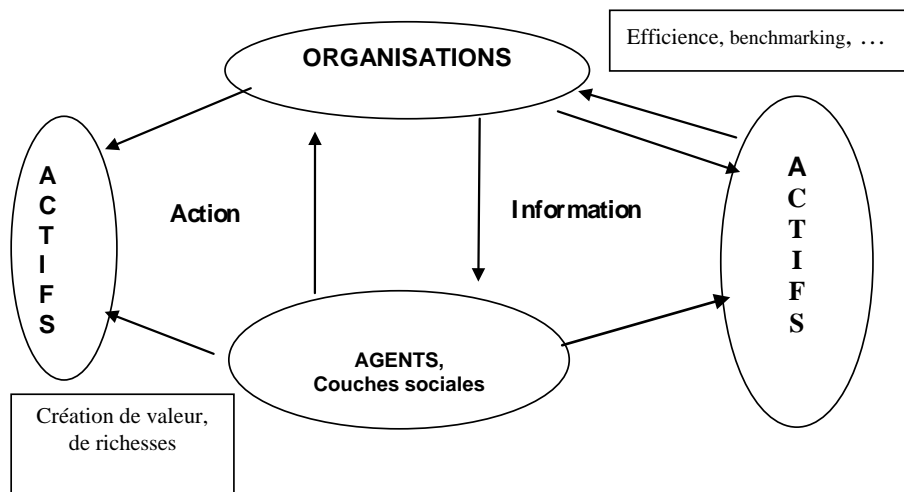 Efficience, benchmarking, …
ORGANISATIONS
A
C
T
I
F
S
Action
Information
A
C
T
I
F
S
AGENTS,
Couches sociales
Création de valeur,
de richesses